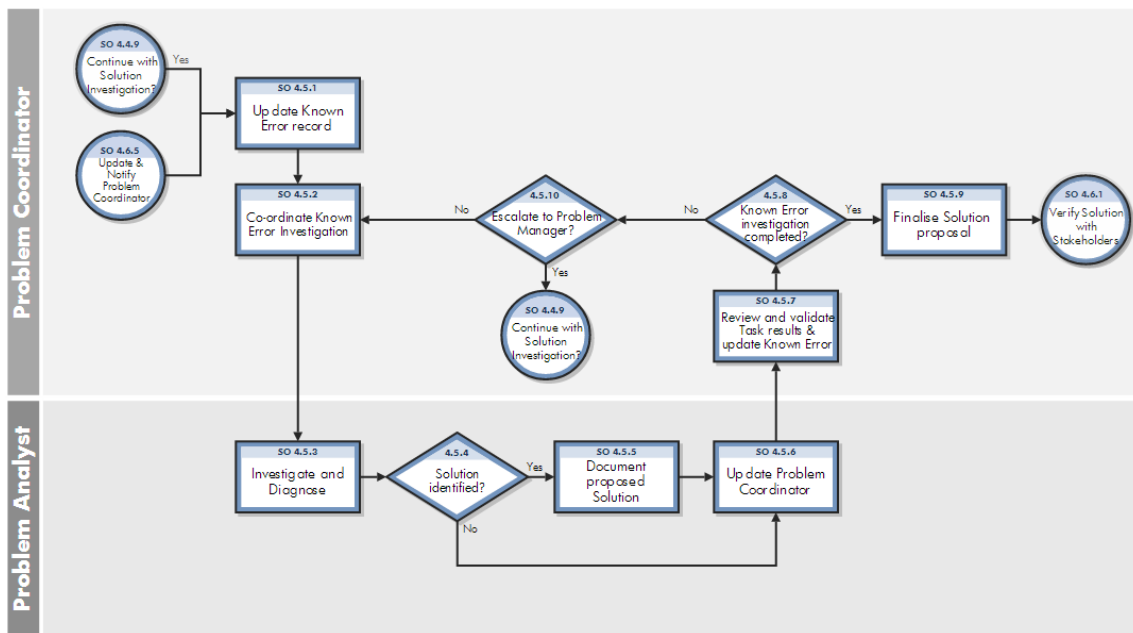 Problem Coordinator
SO 4.4.9
Continue with
Solution
Investigation?
Yes
SO 4.6.5
Update &
Notify
Problem
Coordinator
SO 4.5.1
Update Known
Error record
SO 4.5.2
Co-ordinate Known
Error Investigation
No
4.5.10
Escalate to Problem
Manager?
Yes
SO 4.4.9
Continue with
Solution
Investigation?
No
4.5.8
Known Error
investigation
completed?
Yes
SO 4.5.9
Finalise Solution
proposal
SO 4.6.1
Verify Solution
with
Stakeholders
SO 4.5.7
Review and validate
Task results &
update Known Error
Problem Analyst
SO 4.5.3
Investigate and
Diagnose
4.5.4
Solution
identified?
Yes
No
SO 4.5.5
Document
proposed
Solution
SO 4.5.6
Update Problem
Coordinator